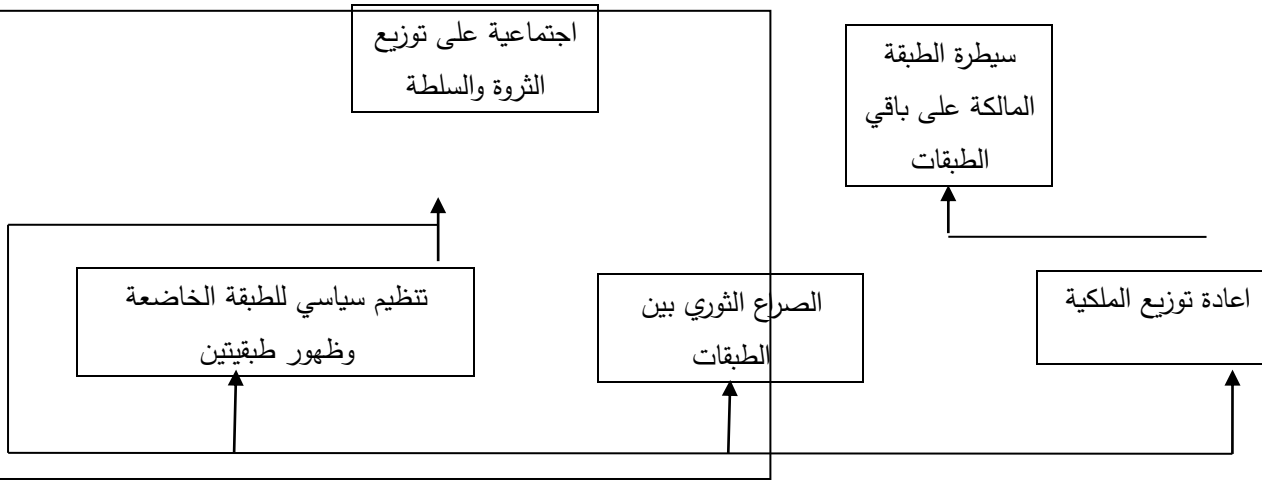 سيطرة الطبقة
المالكة على باقي
الطبقات
اجتماعية على توزيع
الثروة والسلطة
اعادة توزيع الملكية
الصراع الثوري بين
الطبقات
تنظيم سياسي للطبقة الخاضعة
وظهور طبقيتين